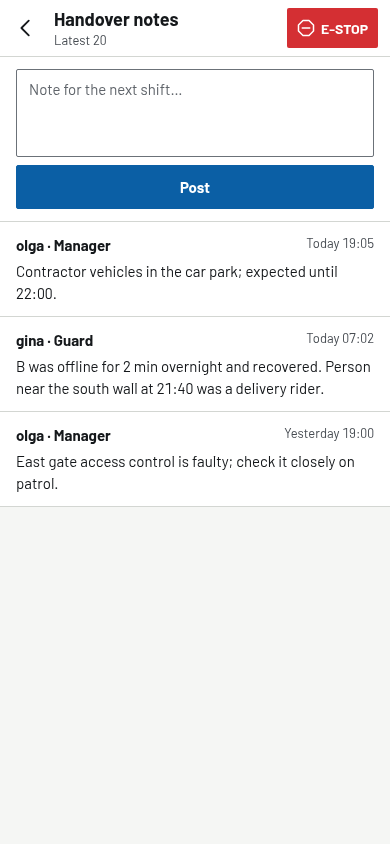 Handover notes
Latest 20
E-STOP
Note for the next shift...
Post
olga · Manager
Today 19:05
Contractor vehicles in the car park; expected until
22:00.
gina · Guard
Today 07:02
B was offline for 2 min overnight and recovered. Person
near the south wall at 21:40 was a delivery rider.
olga · Manager
Yesterday 19:00
East gate access control is faulty; check it closely on
patrol.